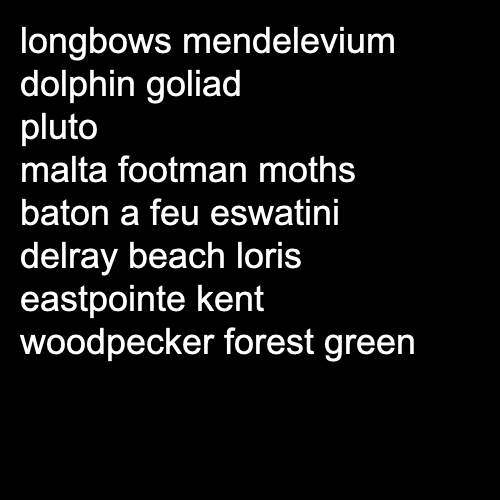 longbows mendelevium
dolphin goliad
pluto
malta footman moths
baton a feu eswatini
delray beach loris
eastpointe kent
woodpecker forest green